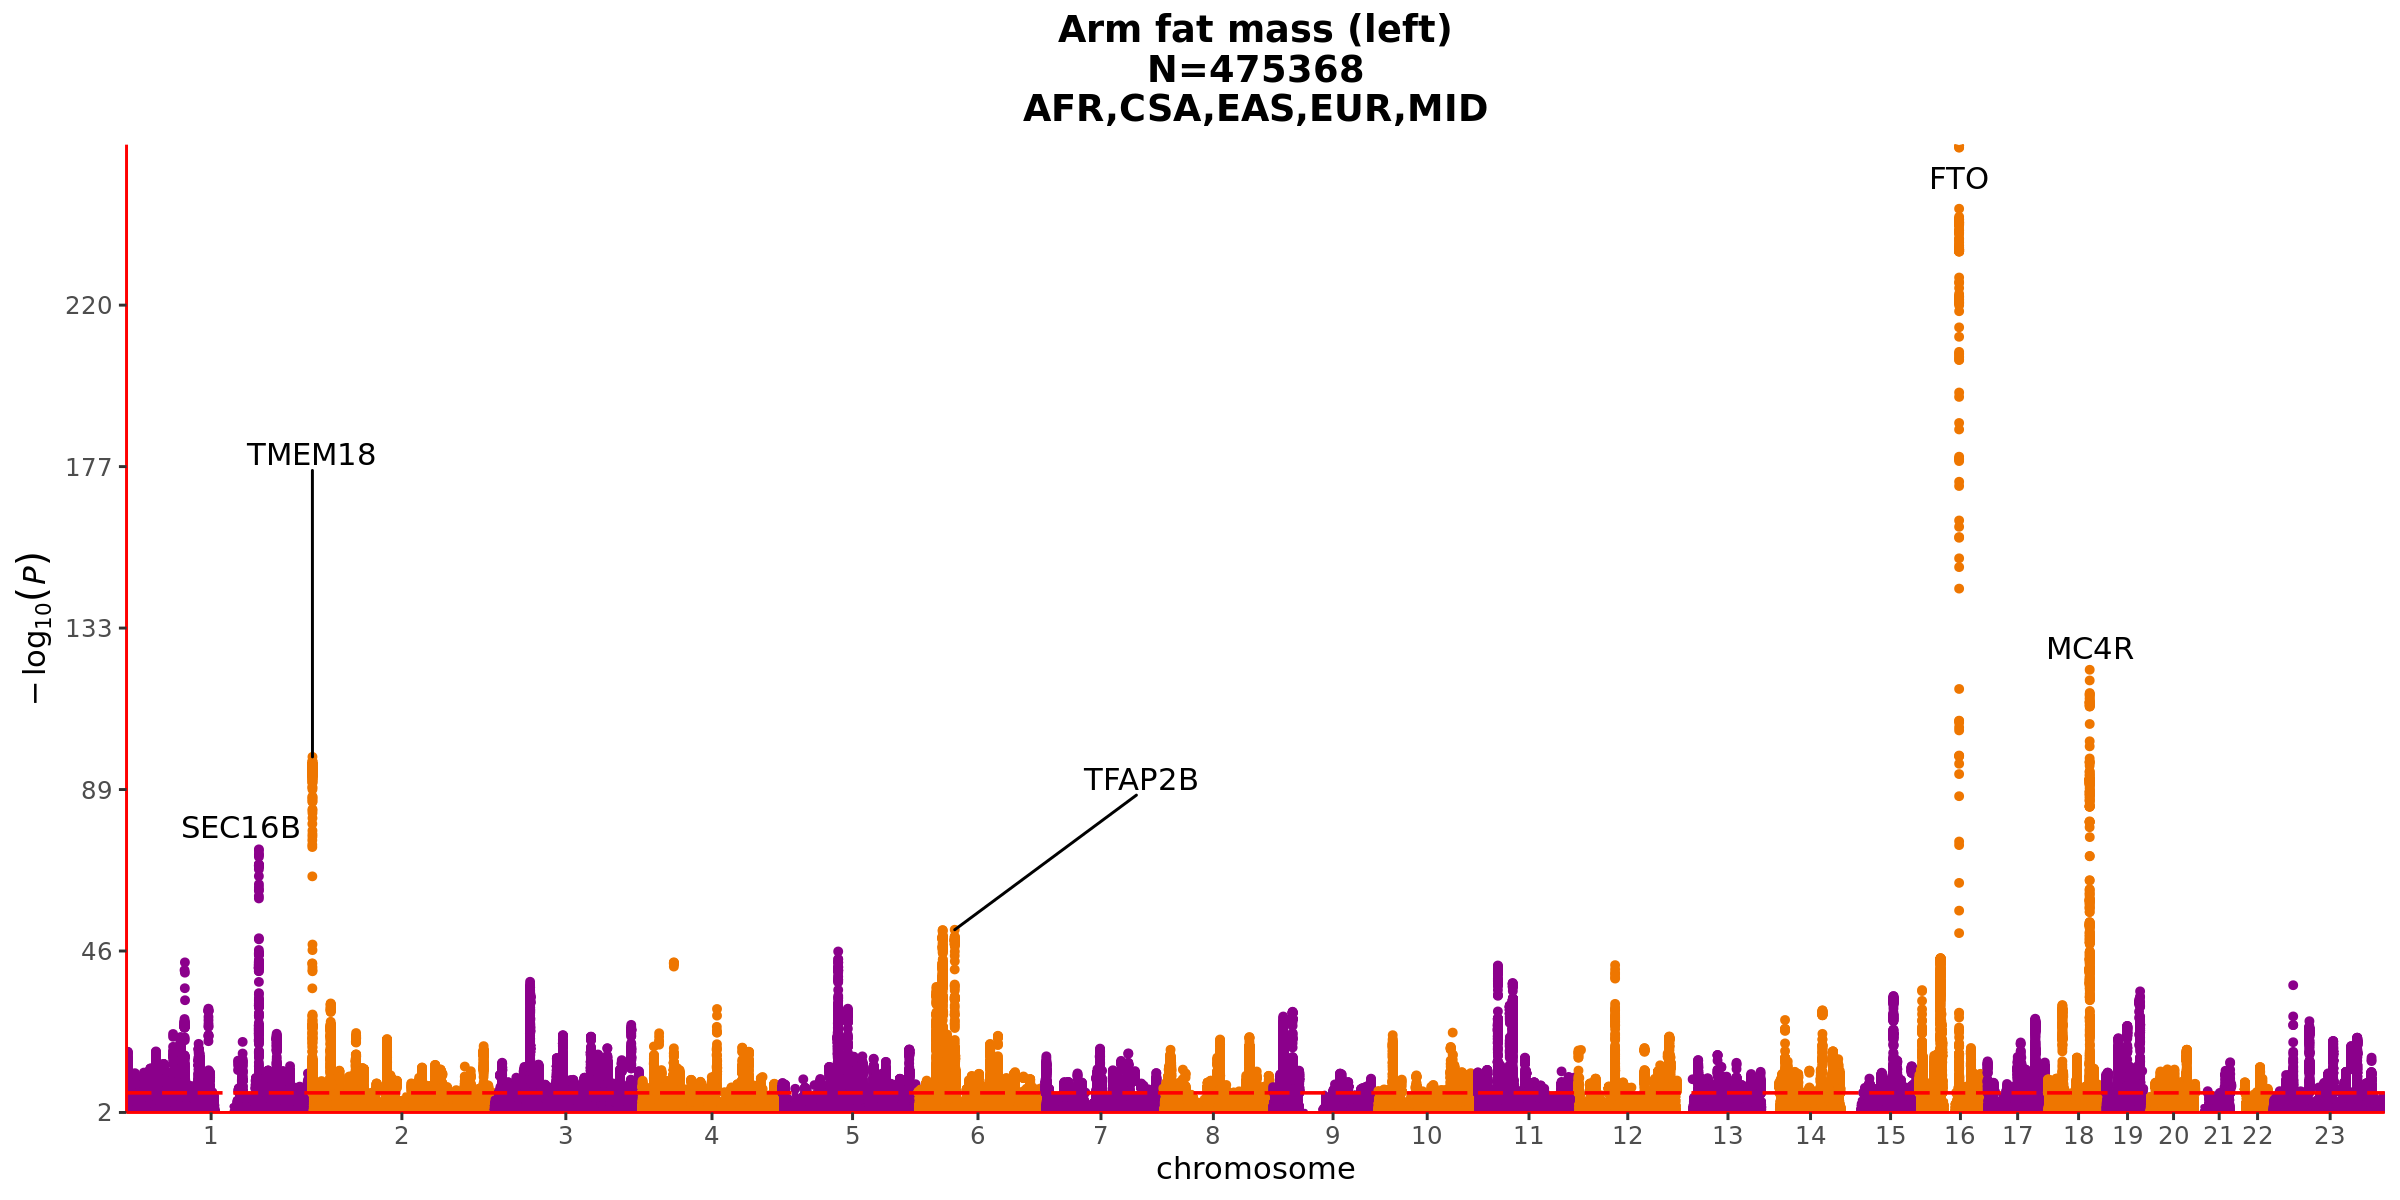 Arm fat mass (left)
N=475368
AFR,CSA,EAS,EUR,MID
FTO
220
TMEM18
177
133
MC4R
TFAP2B
89
SEC16B
46
2
−log10(P)
1 2 3 4 5 6 7 8 9 10 11 12 13 14 15 16 17 18 19 20 21 22 23
chromosome